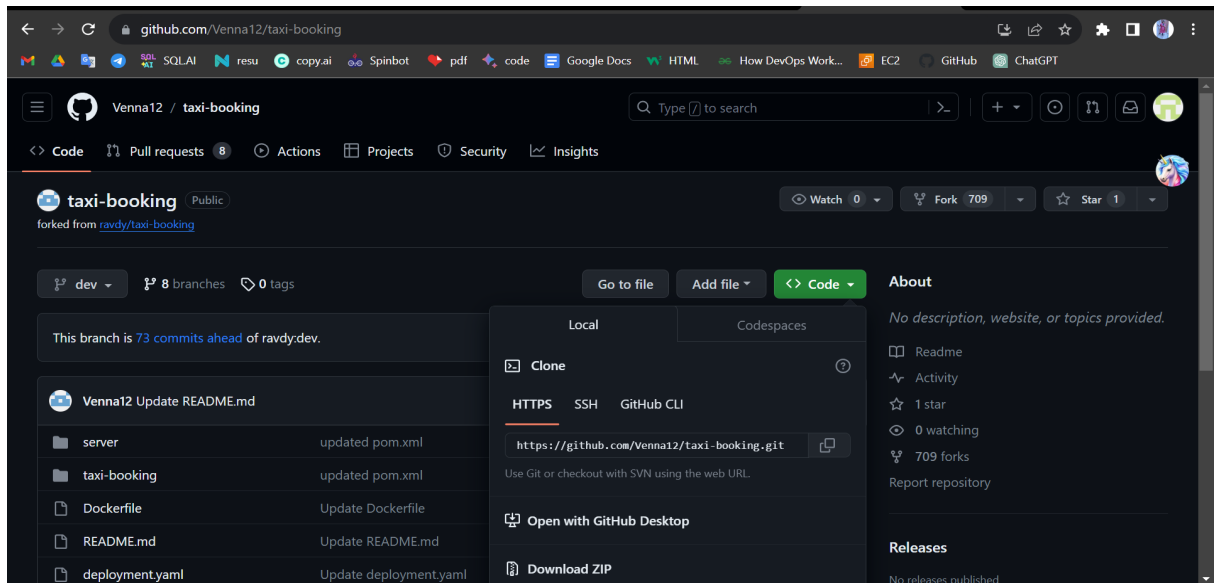 github.com/Venna12/taxi-booking
SQL.AI resu copy.ai Spinbot pdf code Google Docs HTML How DevOps Work... EC2 GitHub ChatGPT
Venna12 / taxi-booking
Type / to search
Code Pull requests 8 Actions Projects Security Insights
taxi-booking Public
Watch 0 Fork 709 Star 1
forked from ravdy/taxi-booking
dev 8 branches 0 tags Go to file Add file Code
About
No description, website, or topics provided.
Local Codespaces
This branch is 73 commits ahead of ravdy:dev.
Readme
Clone
Activity
Venna12 Update README.md
HTTPS SSH GitHub CLI
1 star
0 watching
server updated pom.xml
https://github.com/Venna12/taxi-booking.git
709 forks
taxi-booking updated pom.xml
Use Git or checkout with SVN using the web URL.
Report repository
Dockerfile Update Dockerfile
Open with GitHub Desktop
README.md Update README.md
Releases
deployment.yaml Update deployment.yaml
Download ZIP
No releases published